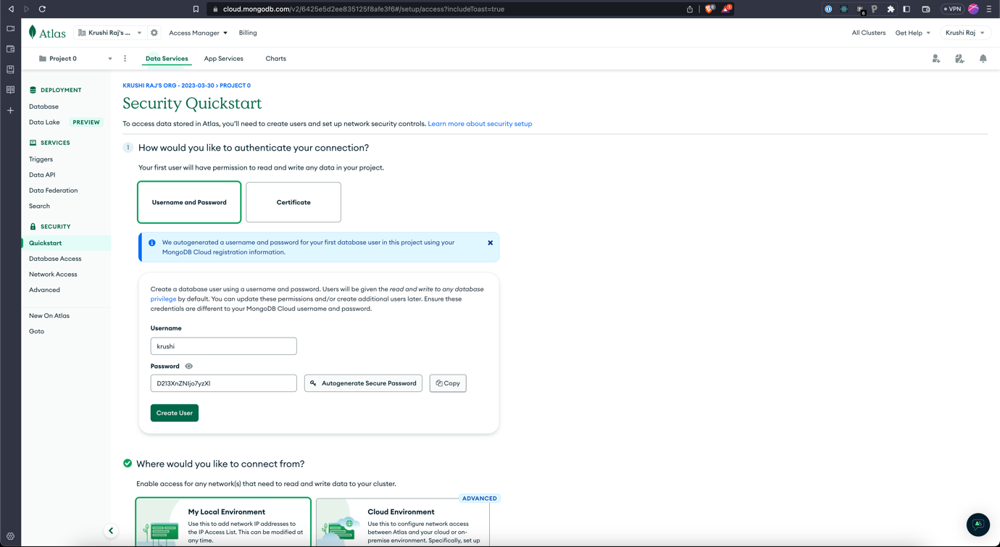 cloud.mongodb.com/v2/6425e5d2ee835125f8afe3f6#/setup/access?includeToast=true
6
1
6
VPN
Atlas
Krushi Raj's ...
Access Manager
Billing
All Clusters
Get Help
Krushi Raj
Project 0
Data Services
App Services
Charts
DEPLOYMENT
Database
Data Lake PREVIEW
SERVICES
Triggers
Data API
Data Federation
Search
SECURITY
Quickstart
Database Access
Network Access
Advanced
New On Atlas
Goto
KRUSHI RAJ'S ORG - 2023-03-30 > PROJECT 0
Security Quickstart
To access data stored in Atlas, you'll need to create users and set up network security controls. Learn more about security setup
1 How would you like to authenticate your connection?
Your first user will have permission to read and write any data in your project.
Username and Password
Certificate
We autogenerated a username and password for your first database user in this project using your
MongoDB Cloud registration information.
Create a database user using a username and password. Users will be given the read and write to any database
privilege by default. You can update these permissions and/or create additional users later. Ensure these
credentials are different to your MongoDB Cloud username and password.
Username
krushi
Password
D213XnZNIjo7yzXl
Autogenerate Secure Password
Copy
Create User
Where would you like to connect from?
Enable access for any network(s) that need to read and write data to your cluster.
My Local Environment
Use this to add network IP addresses to
the IP Access List. This can be modified at
any time.
ADVANCED
Cloud Environment
Use this to configure network access
between Atlas and your cloud or on-
premise environment. Specifically, set up